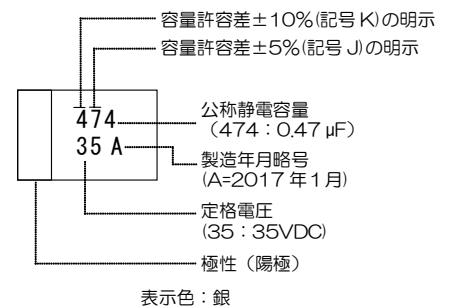 容量許容差±10%(記号K)の明示
容量許容差±5%(記号J)の明示
474
35 A
公称静電容量
（474：0.47 μF）
製造年月略号
(A=2017年1月)
定格電圧
(35：35VDC)
極性（陽極）
表示色：銀